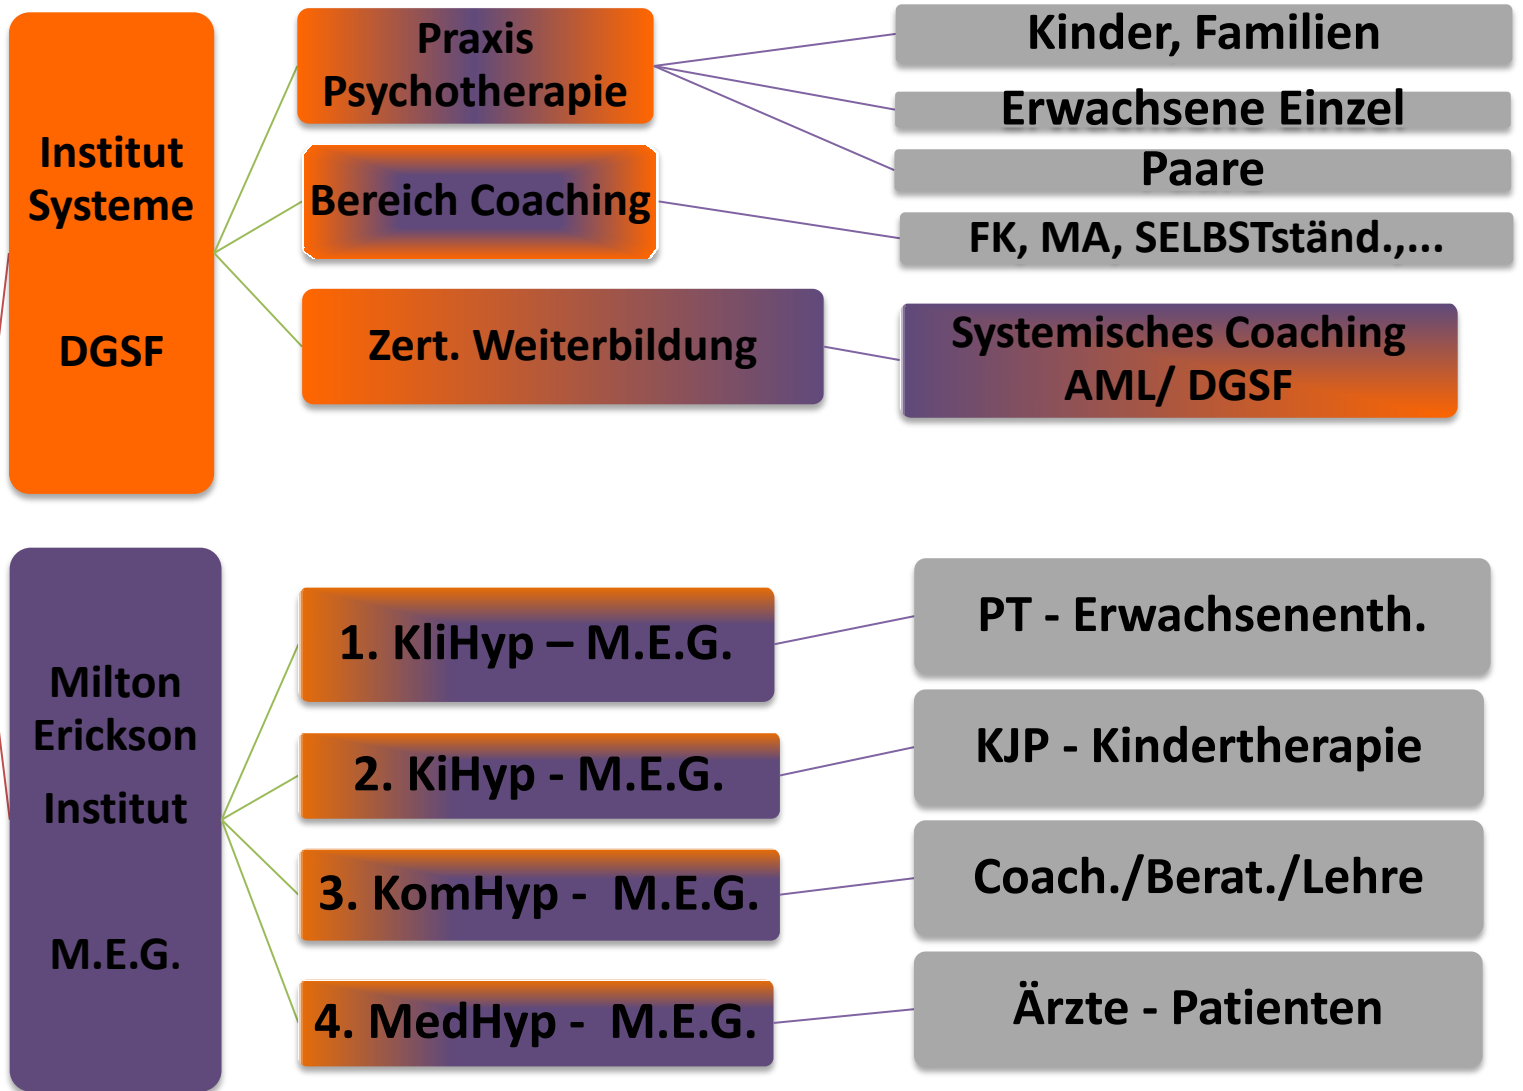 Institut
Systeme
DGSF
Praxis
Psychotherapie
Kinder, Familien
Erwachsene Einzel
Paare
Bereich Coaching
FK, MA, SELBSTständ.,...
Zert. Weiterbildung
Systemisches Coaching
AML/ DGSF
Milton
Erickson
Institut
M.E.G.
1. KliHyp – M.E.G.
PT - Erwachsenenth.
2. KiHyp - M.E.G.
KJP - Kindertherapie
3. KomHyp -  M.E.G.
Coach./Berat./Lehre
4. MedHyp -  M.E.G.
Ärzte - Patienten